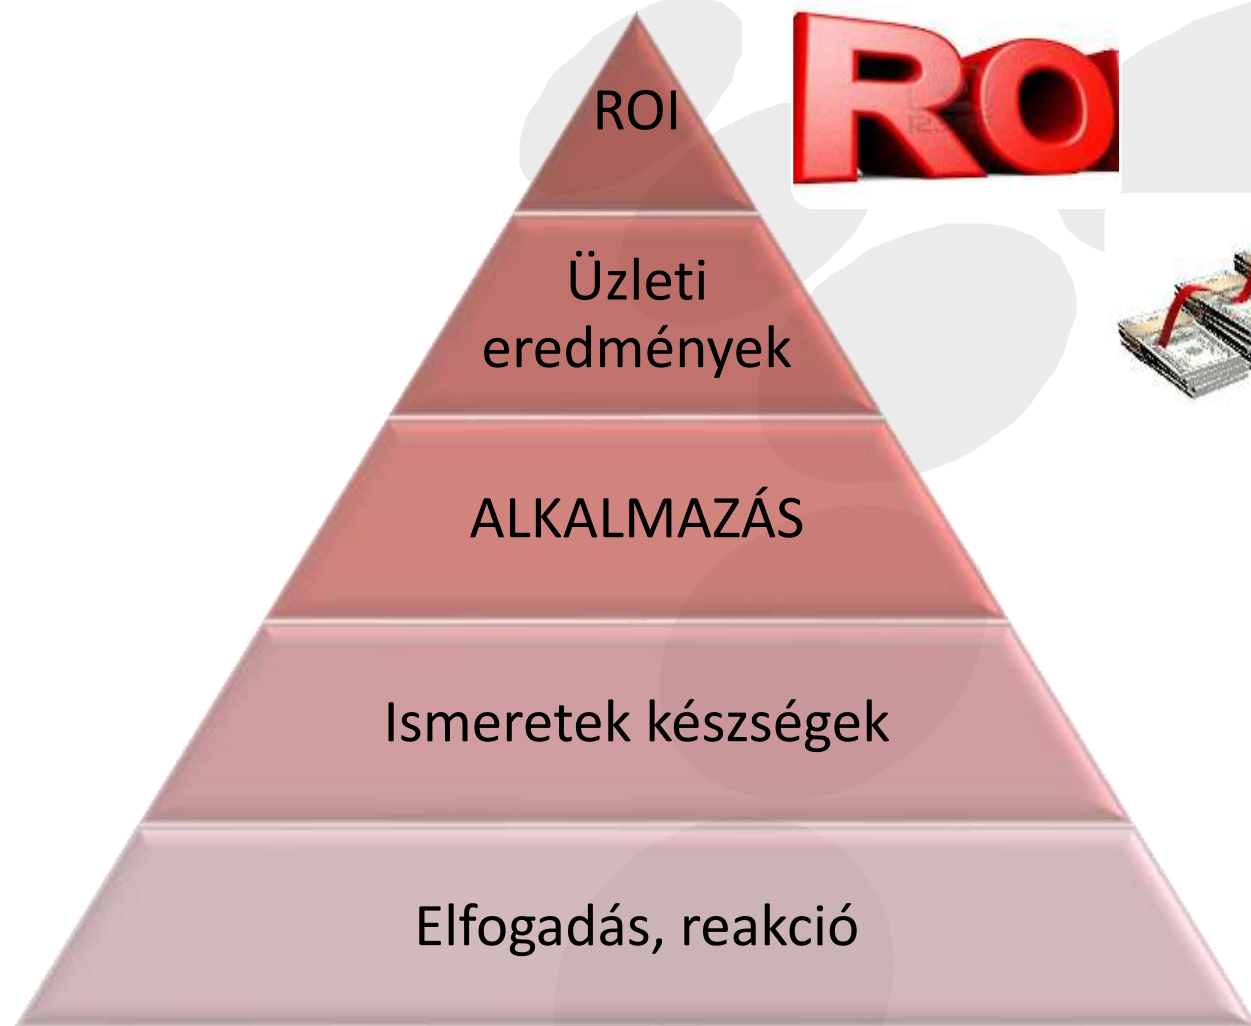 ROI
RO
Üzleti
eredmények
ALKALMAZÁS
Ismeretek készségek
Elfogadás, reakció